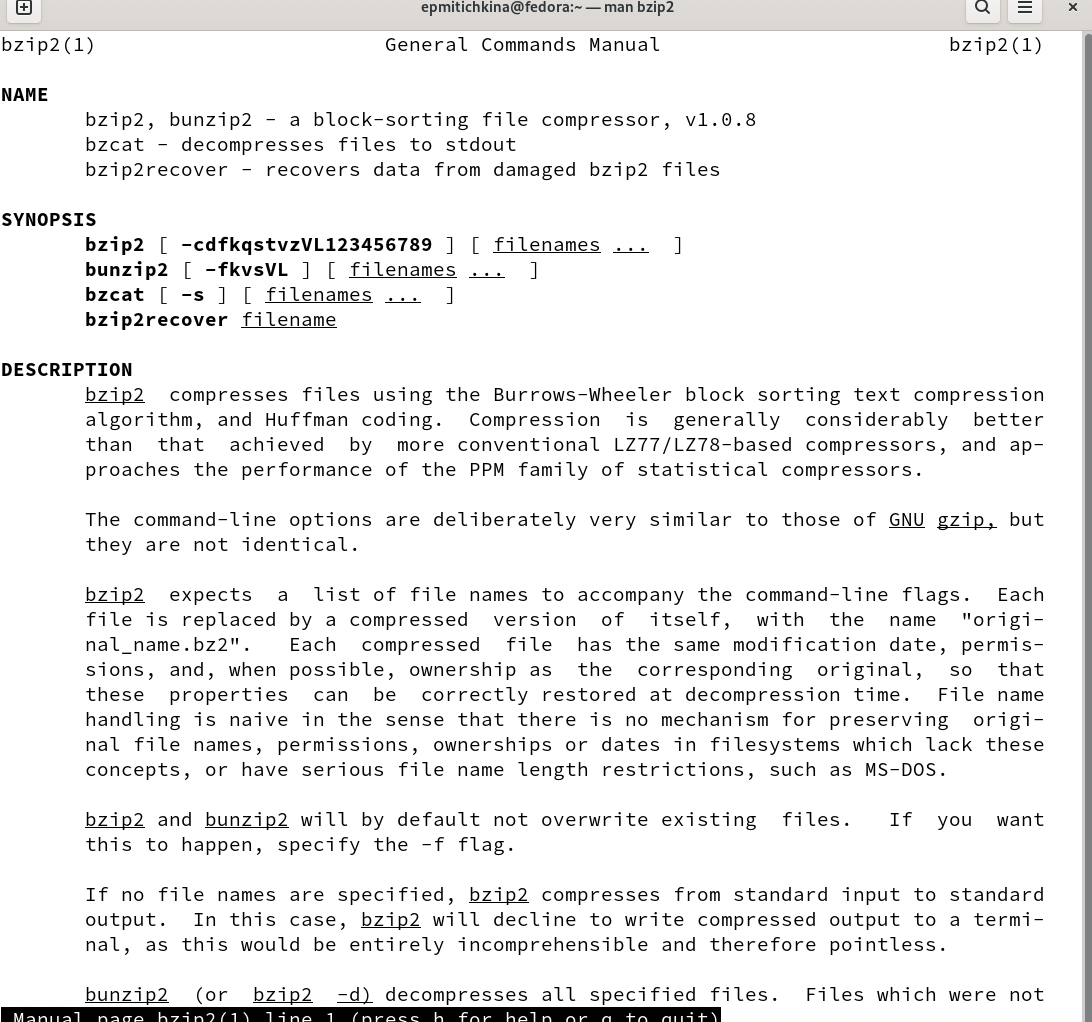 epmitichkina@fedora:~ — man bzip2
bzip2(1) General Commands Manual bzip2(1)
NAME
bzip2, bunzip2 - a block-sorting file compressor, v1.0.8
bzcat - decompresses files to stdout
bzip2recover - recovers data from damaged bzip2 files
SYNOPSIS
bzip2 [ -cdfkqstvzVL123456789 ] [ filenames ... ]
bunzip2 [ -fkvsVL ] [ filenames ... ]
bzcat [ -s ] [ filenames ... ]
bzip2recover filename
DESCRIPTION
bzip2 compresses files using the Burrows-Wheeler block sorting text compression
algorithm, and Huffman coding. Compression is generally considerably better
than that achieved by more conventional LZ77/LZ78-based compressors, and ap-
proaches the performance of the PPM family of statistical compressors.
The command-line options are deliberately very similar to those of GNU gzip, but
they are not identical.
bzip2 expects a list of file names to accompany the command-line flags. Each
file is replaced by a compressed version of itself, with the name "origi-
nal_name.bz2". Each compressed file has the same modification date, permis-
sions, and, when possible, ownership as the corresponding original, so that
these properties can be correctly restored at decompression time. File name
handling is naive in the sense that there is no mechanism for preserving origi-
nal file names, permissions, ownerships or dates in filesystems which lack these
concepts, or have serious file name length restrictions, such as MS-DOS.
bzip2 and bunzip2 will by default not overwrite existing files. If you want
this to happen, specify the -f flag.
If no file names are specified, bzip2 compresses from standard input to standard
output. In this case, bzip2 will decline to write compressed output to a termi-
nal, as this would be entirely incomprehensible and therefore pointless.
bunzip2 (or bzip2 -d) decompresses all specified files. Files which were not
Manual page bzip2(1) line 1 (press h for help or q to quit)